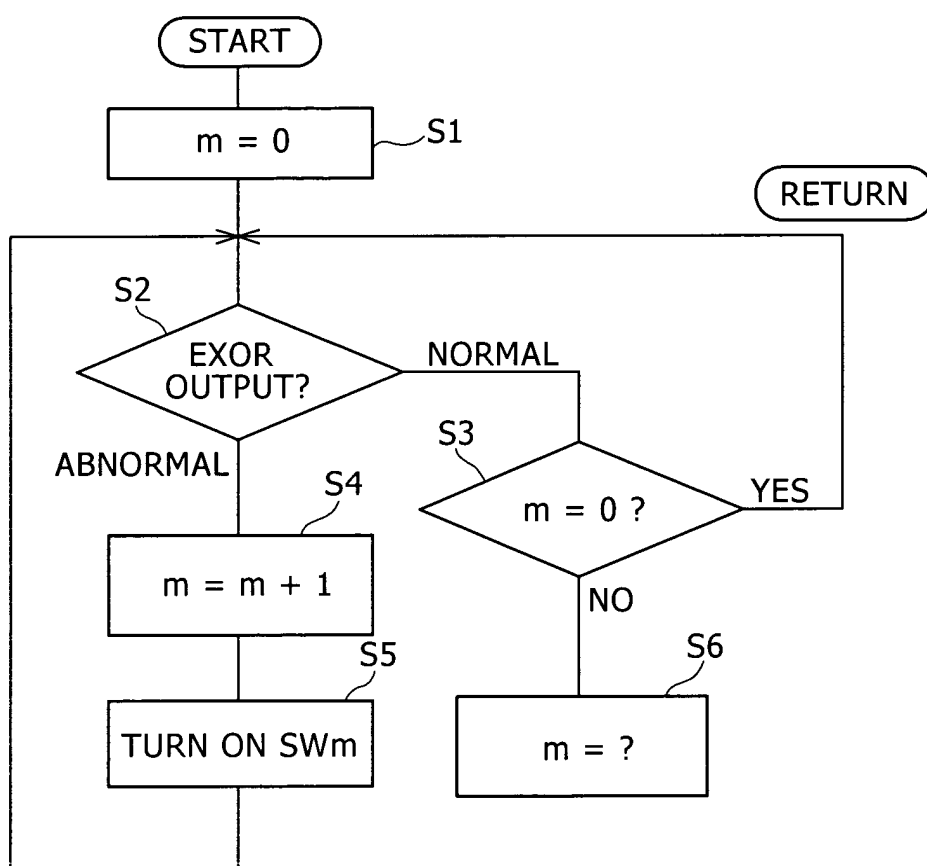 START
m = 0
S1
RETURN
S2
EXOR
OUTPUT?
NORMAL
ABNORMAL
S3
m = 0 ?
YES
NO
S4
m = m + 1
S5
TURN ON SWm
S6
m = ?